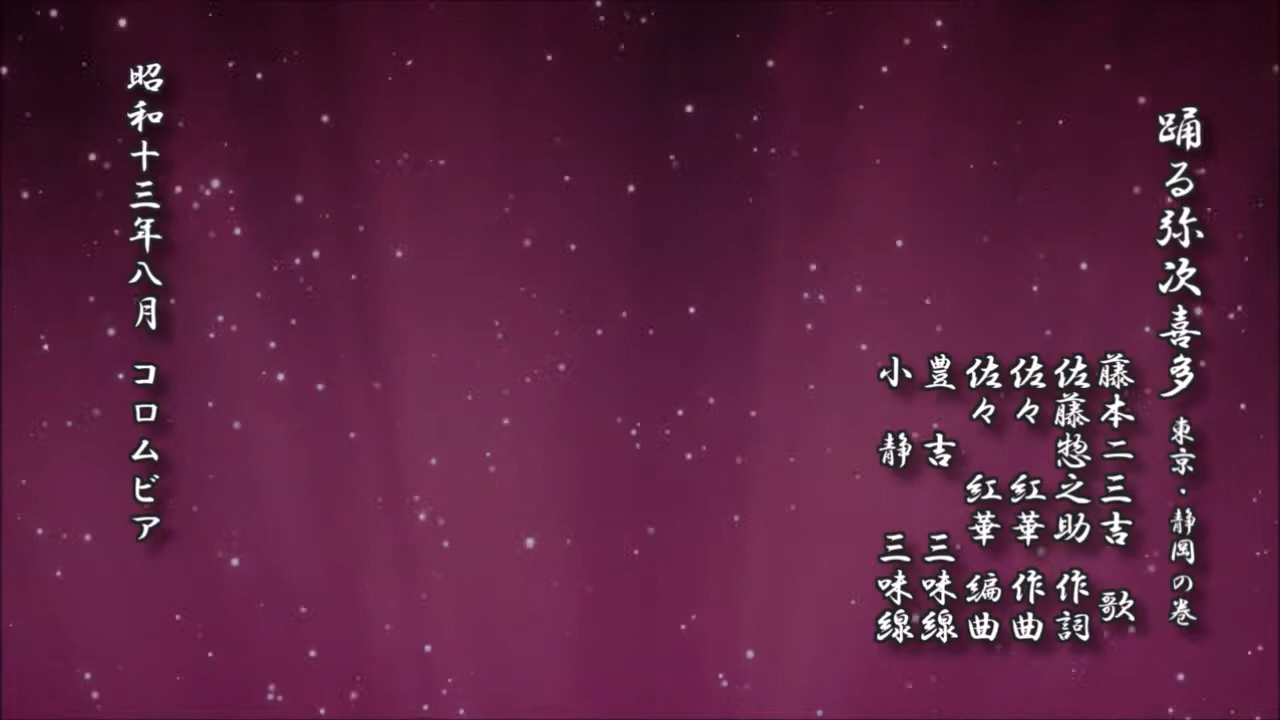 踊る弥次喜多 東京・静岡の巻
藤本二三吉 歌
佐藤惣之助 作詞
佐々紅華 作曲
佐々紅華 編曲
豊吉 三味線
小静 三味線
昭和十三年八月 コロムビア